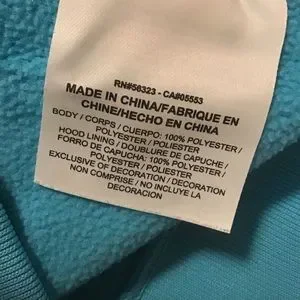 RN#56323 - CA#05553
MADE IN CHINA/FABRIQUE EN
CHINE/HECHO EN CHINA
BODY / CORPS / CUERPO: 100% POLYESTER /
POLYESTER / POLIESTER
HOOD LINING / DOUBLURE DE CAPUCHE /
FORRO DE CAPUCHA: 100% POLYESTER /
POLYESTER / POLIESTER
EXCLUSIVE OF DECORATION / DECORATION
NON COMPRISE / NO INCLUYE LA
DECORACION